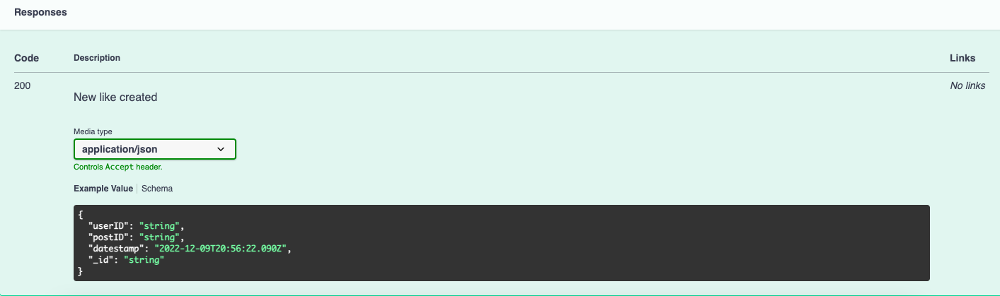 Responses
Code Description Links
200 New like created No links
Media type
application/json
Controls Accept header.
Example Value Schema
{
"userID": "string",
"postID": "string",
"datestamp": "2022-12-09T20:56:22.090Z",
"_id": "string"
}